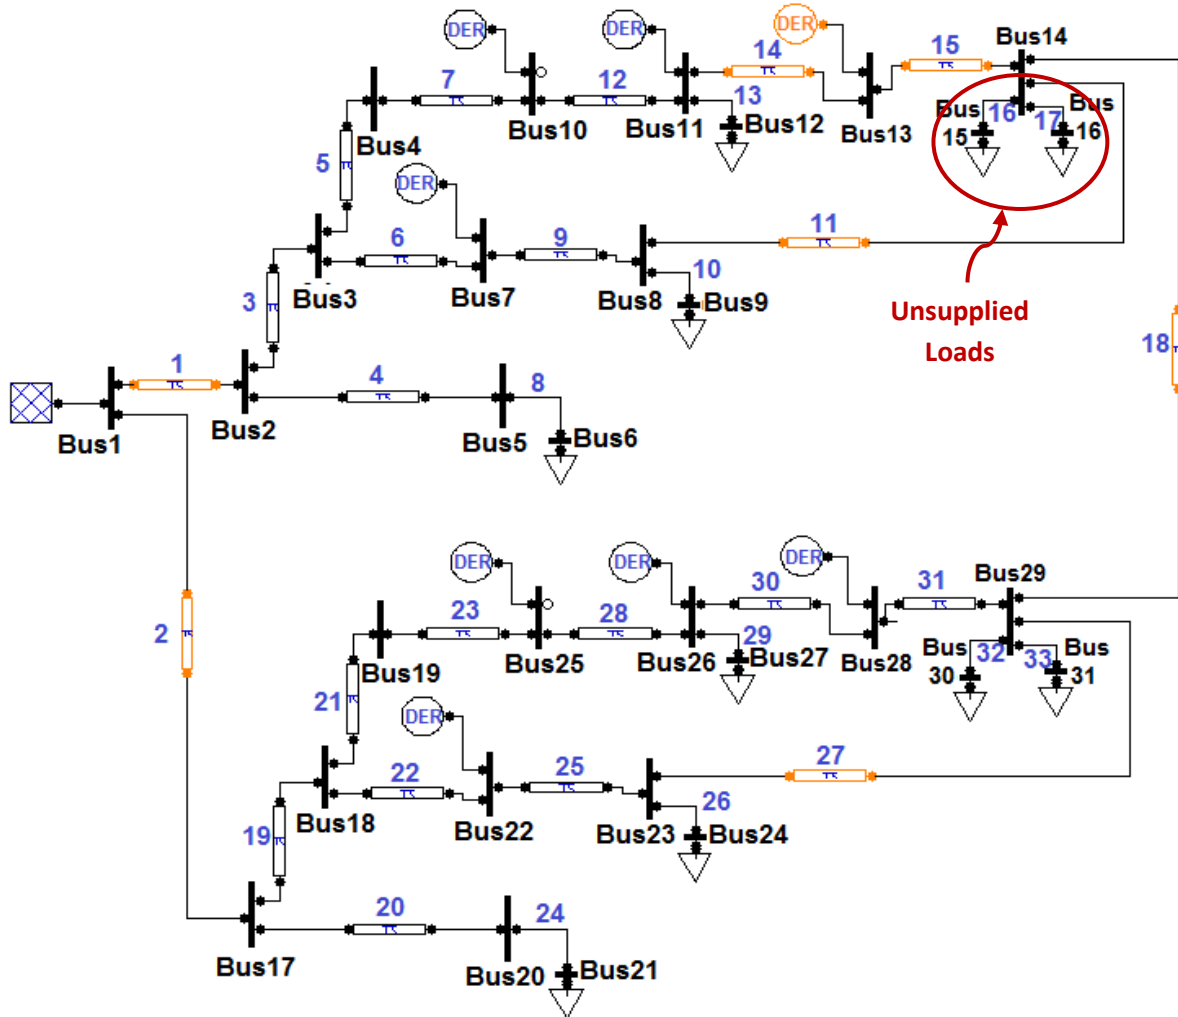 DER
DER
DER
14
15
Bus14
7
12
13
Bus
16
17
Bus
15
16
Bus4
Bus10
Bus11
Bus12
Bus13
5
DER
6
9
11
10
Bus3
Bus7
Bus8
Bus9
3
Unsupplied
Loads
18
1
4
8
Bus1
Bus2
Bus5
Bus6
DER
DER
DER
Bus29
23
28
30
31
2
29
Bus
32
33
Bus
30
31
Bus19
Bus25
Bus26
Bus27
Bus28
21
DER
22
25
27
26
Bus18
Bus22
Bus23
Bus24
19
20
24
Bus17
Bus20
Bus21